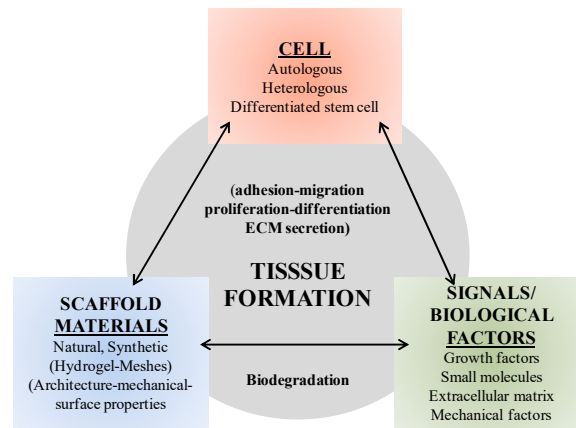 CELL
Autologous
Heterologous
Differentiated stem cell
(adhesion-migration
proliferation-differentiation
ECM secretion)
TISSSUE
FORMATION
SCAFFOLD
MATERIALS
Natural, Synthetic
(Hydrogel-Meshes)
(Architecture-mechanical-
surface properties
Biodegradation
SIGNALS/
BIOLOGICAL
FACTORS
Growth factors
Small molecules
Extracellular matrix
Mechanical factors